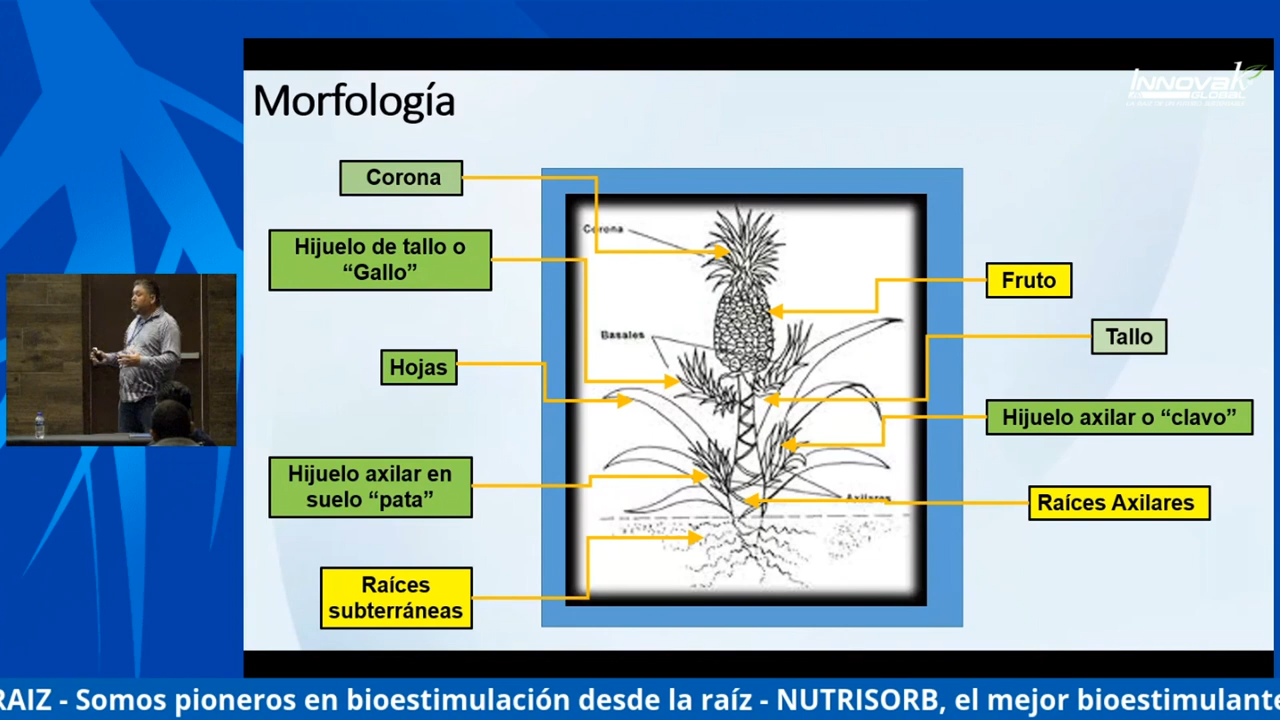 Morfología
Innovak
GLOBAL
Corona
Hijuelo de tallo o
“Gallo”
Hojas
Hijuelo axilar en
suelo “pata”
Raíces
subterráneas
Corona
Basales
Axilares
Fruto
Tallo
Hijuelo axilar o “clavo”
Raíces Axilares
RAIZ - Somos pioneros en bioestimulación desde la raíz - NUTRISORB, el mejor bioestimulante